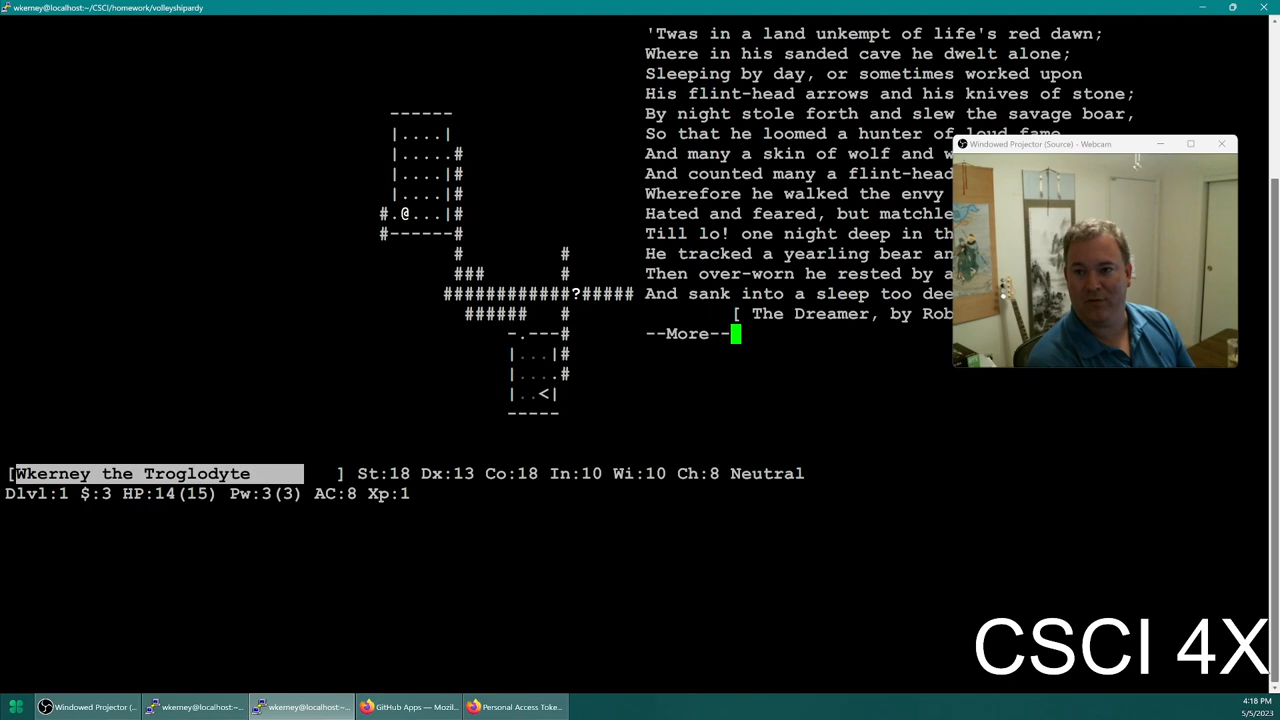 wkerney@localhost:~/CSCI/homework/volleyshipardy
'Twas in a land unkempt of life's red dawn;
Where in his sanded cave he dwelt alone;
Sleeping by day, or sometimes worked upon
His flint-head arrows and his knives of stone;
By night stole forth and slew the savage boar,
So that he loomed a hunter of loud fame
And many a skin of wolf and w
And counted many a flint-head
Wherefore he walked the envy
Hated and feared, but matchle
Till lo! one night deep in th
He tracked a yearling bear an
Then over-worn he rested by a
And sank into a sleep too dee
[ The Dreamer, by Rob
--More--
Windowed Projector (Source) - Webcam
------
|....|
|.....#
|....|#
|....|#
#.@...|#
#------#
# #
### #
############?#####
###### #
-.---#
|...|#
|....#
|..<|
-----
[Wkerney the Troglodyte ] St:18 Dx:13 Co:18 In:10 Wi:10 Ch:8 Neutral
Dlvl:1 $:3 HP:14(15) Pw:3(3) AC:8 Xp:1
CSCI 4X
Windowed Projector (...
wkerney@localhost:~...
wkerney@localhost:~...
GitHub Apps — Mozil...
Personal Access Toke...
4:18 PM
5/5/2023